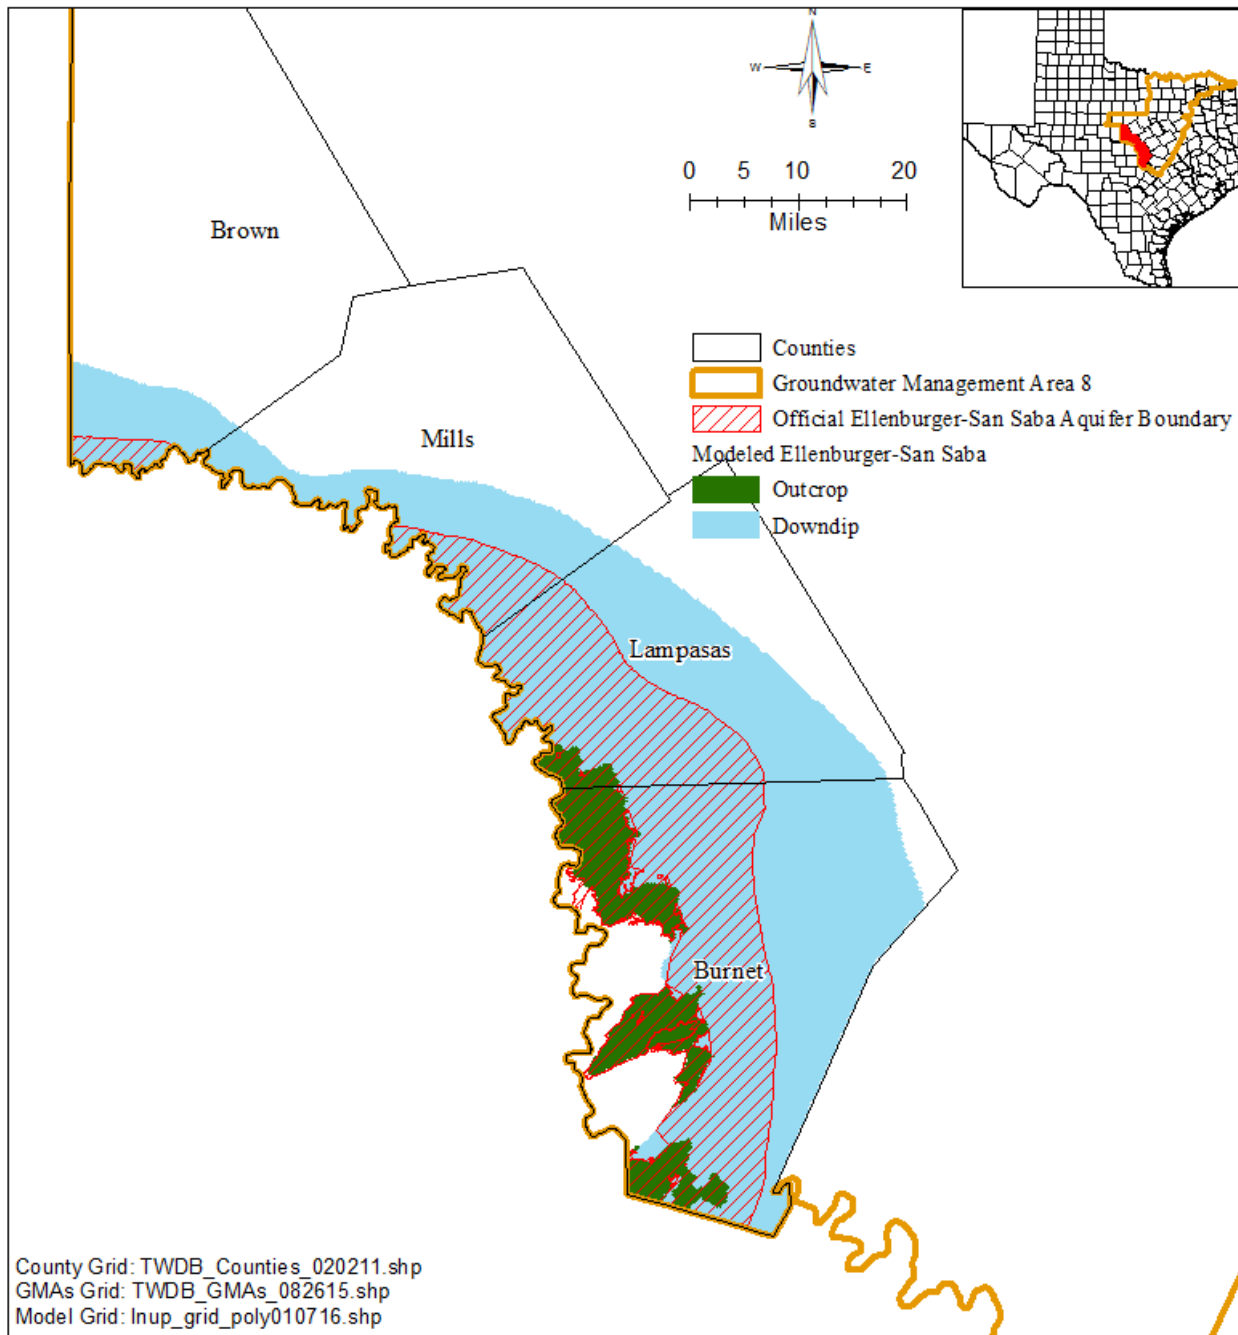 N
W E
S
0 5 10 20
Miles
Brown
Counties
Groundwater Management Area 8
Official Ellenburger-San Saba Aquifer Boundary
Mills
Modeled Ellenburger-San Saba
Outcrop
Downdip
Lampasas
Burnet
County Grid: TWDB_Counties_020211.shp
GMAs Grid: TWDB_GMAs_082615.shp
Model Grid: lnup_grid_poly010716.shp